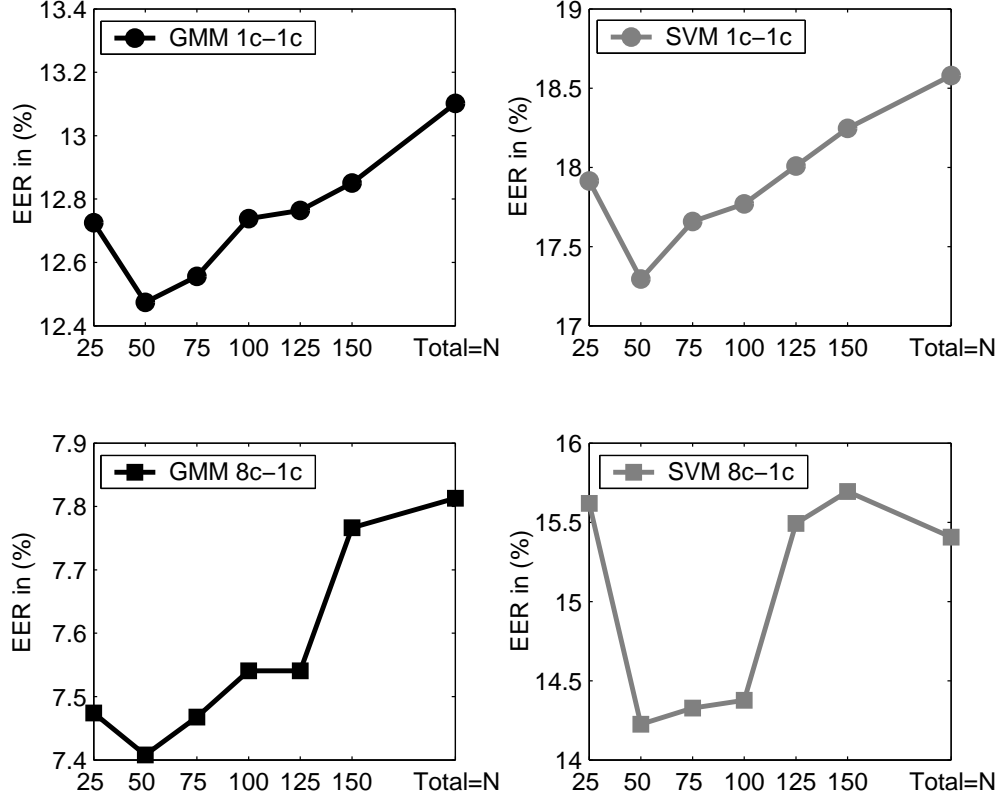 13.4
13.2
13
12.8
12.6
12.4
EER in (%)
GMM 1c–1c
25 50 75 100 125 150 Total=N
19
18.5
18
17.5
17
EER in (%)
SVM 1c–1c
25 50 75 100 125 150 Total=N
7.9
7.8
7.7
7.6
7.5
7.4
EER in (%)
GMM 8c–1c
25 50 75 100 125 150 Total=N
16
15.5
15
14.5
14
EER in (%)
SVM 8c–1c
25 50 75 100 125 150 Total=N